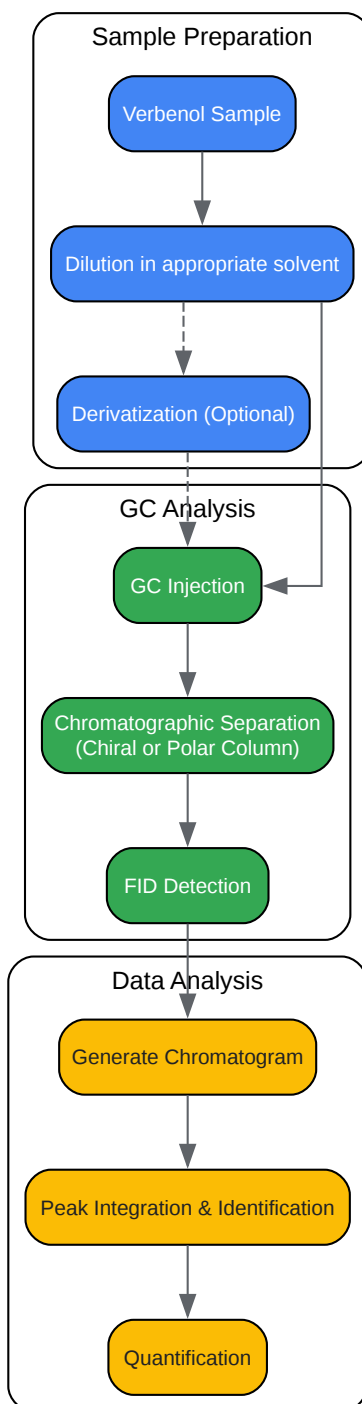 Sample Preparation
Verbenol Sample
Dilution in appropriate solvent
Derivatization (Optional)
GC Analysis
GC Injection
Chromatographic Separation
(Chiral or Polar Column)
FID Detection
Data Analysis
Generate Chromatogram
Peak Integration & Identification
Quantification